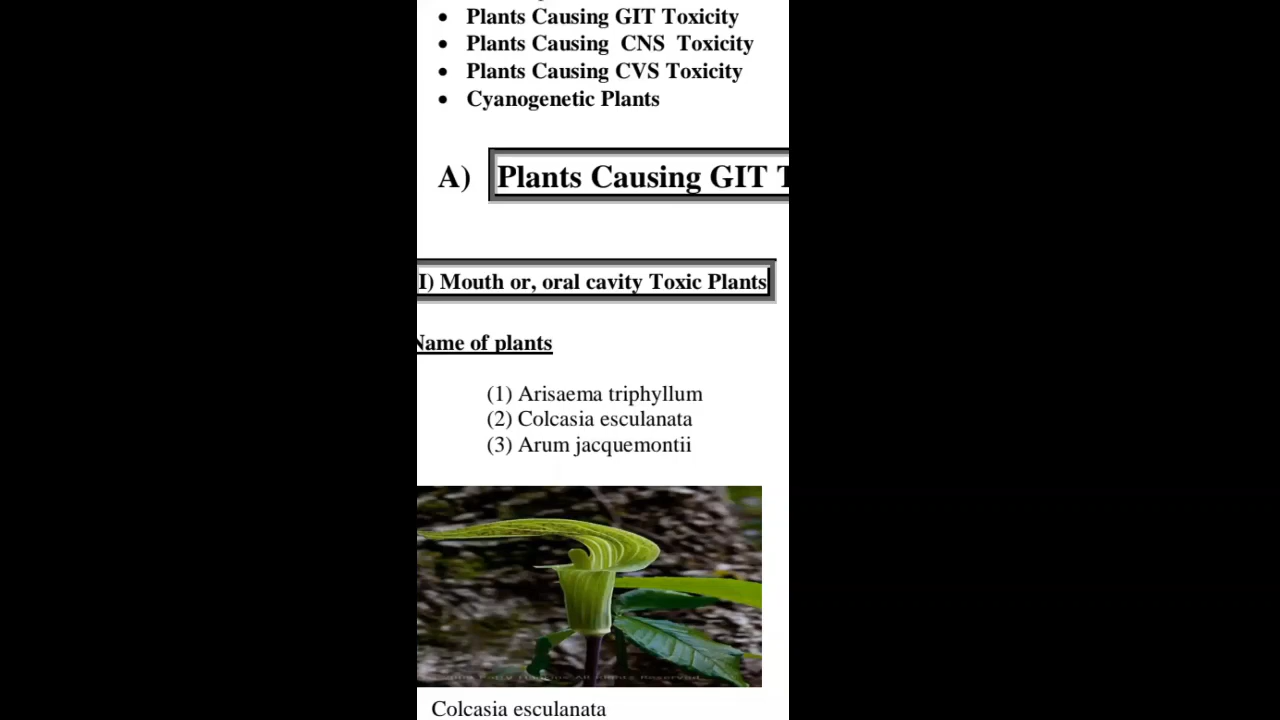 • Plants Causing GIT Toxicity
• Plants Causing CNS Toxicity
• Plants Causing CVS Toxicity
• Cyanogenetic Plants
A) Plants Causing GIT
I) Mouth or, oral cavity Toxic Plants
Name of plants
(1) Arisaema triphyllum
(2) Colcasia esculanata
(3) Arum jacquemontii
Colcasia esculanata